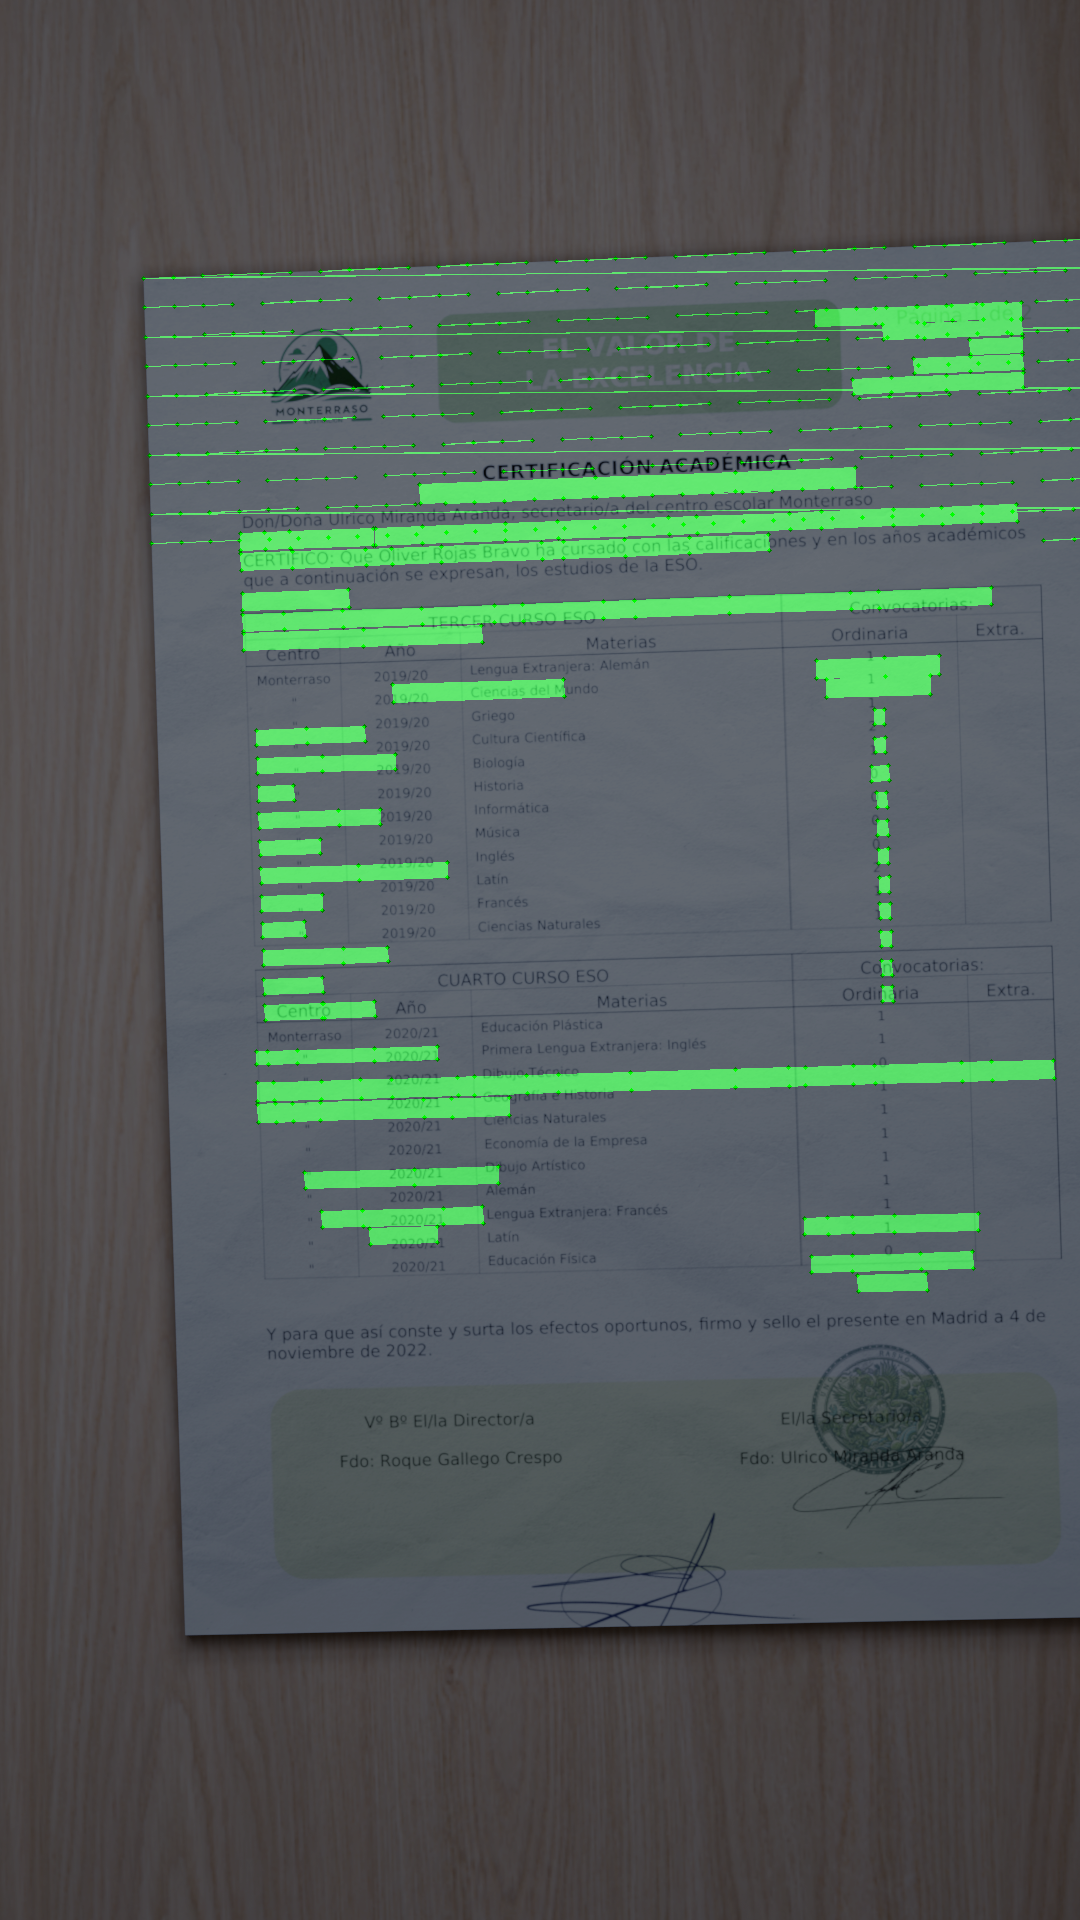 Página 1 de 2
EL VALOR DE
LA EXCELENCIA
MONTERRASO
CERTIFICACIÓN ACADÉMICA
Don/Doña Ulrico Miranda Aranda, secretario/a del centro escolar Monterraso
CERTIFICO: Que Oliver Rojas Bravo ha cursado con las calificaciones y en los años académicos
que a continuación se expresan, los estudios de la ESO.
TERCER CURSO ESO Convocatorias:
Centro Año Materias Ordinaria Extra.
Monterraso 2019/20 Lengua Extranjera: Alemán 1
" 2019/20 Ciencias del Mundo 1
" 2019/20 Griego 1
" 2019/20 Cultura Científica 2
" 2019/20 Biología
" 2019/20 Historia 0
" 2019/20 Informática
" 2019/20 Música 0
" 2019/20 Inglés 0
" 2019/20 Latín 2
" 2019/20 Francés 1
" 2019/20 Ciencias Naturales
CUARTO CURSO ESO Convocatorias:
Centro Año Materias Ordinaria Extra.
Monterraso 2020/21 Educación Plástica 1
" 2020/21 Primera Lengua Extranjera: Inglés 1
" 2020/21 Dibujo Técnico 0
" 2020/21 Geografía e Historia 1
" 2020/21 Ciencias Naturales 1
" 2020/21 Economía de la Empresa 1
" 2020/21 Dibujo Artístico 1
" 2020/21 Alemán 1
" 2020/21 Lengua Extranjera: Francés 1
" 2020/21 Latín 1
" 2020/21 Educación Física 0
Y para que así conste y surta los efectos oportunos, firmo y sello el presente en Madrid a 4 de
noviembre de 2022.
Vº Bº El/la Director/a El/la Secretario/a
Fdo: Roque Gallego Crespo Fdo: Ulrico Miranda Aranda